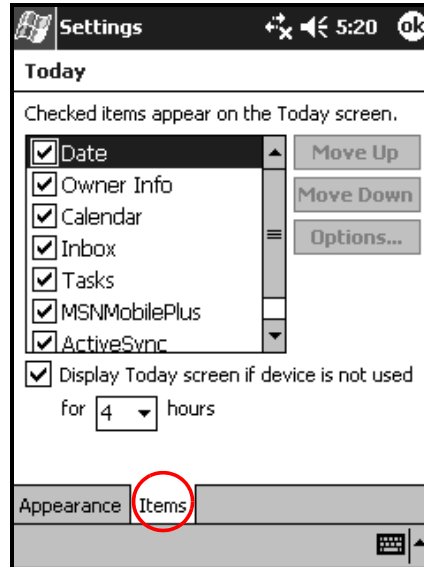 Settings 5:20 ok
Today
Checked items appear on the Today screen.
Date
Owner Info
Calendar
Inbox
Tasks
MSNMobilePlus
ActiveSync
Move Up
Move Down
Options...
Display Today screen if device is not used
for 4 hours
Appearance Items